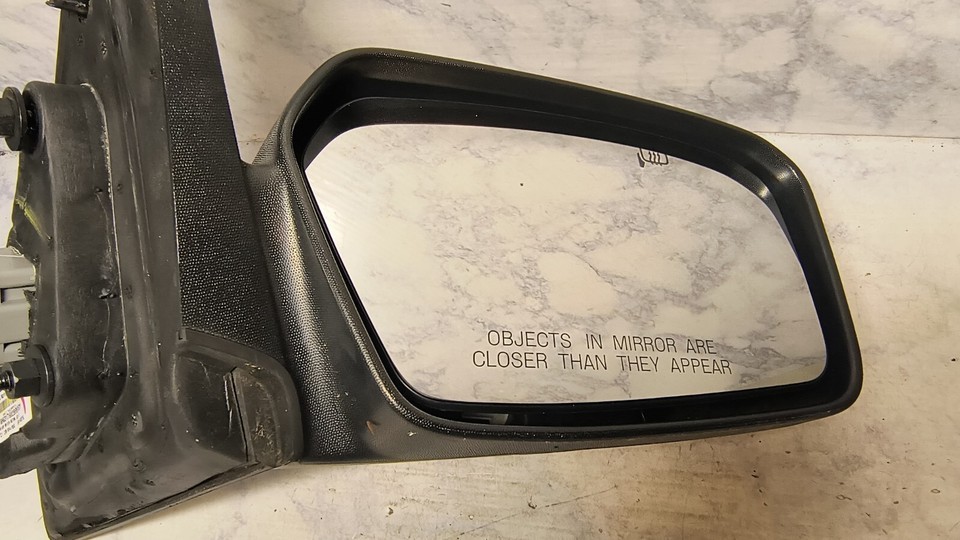 OBJECTS IN MIRROR ARE
CLOSER THAN THEY APPEAR